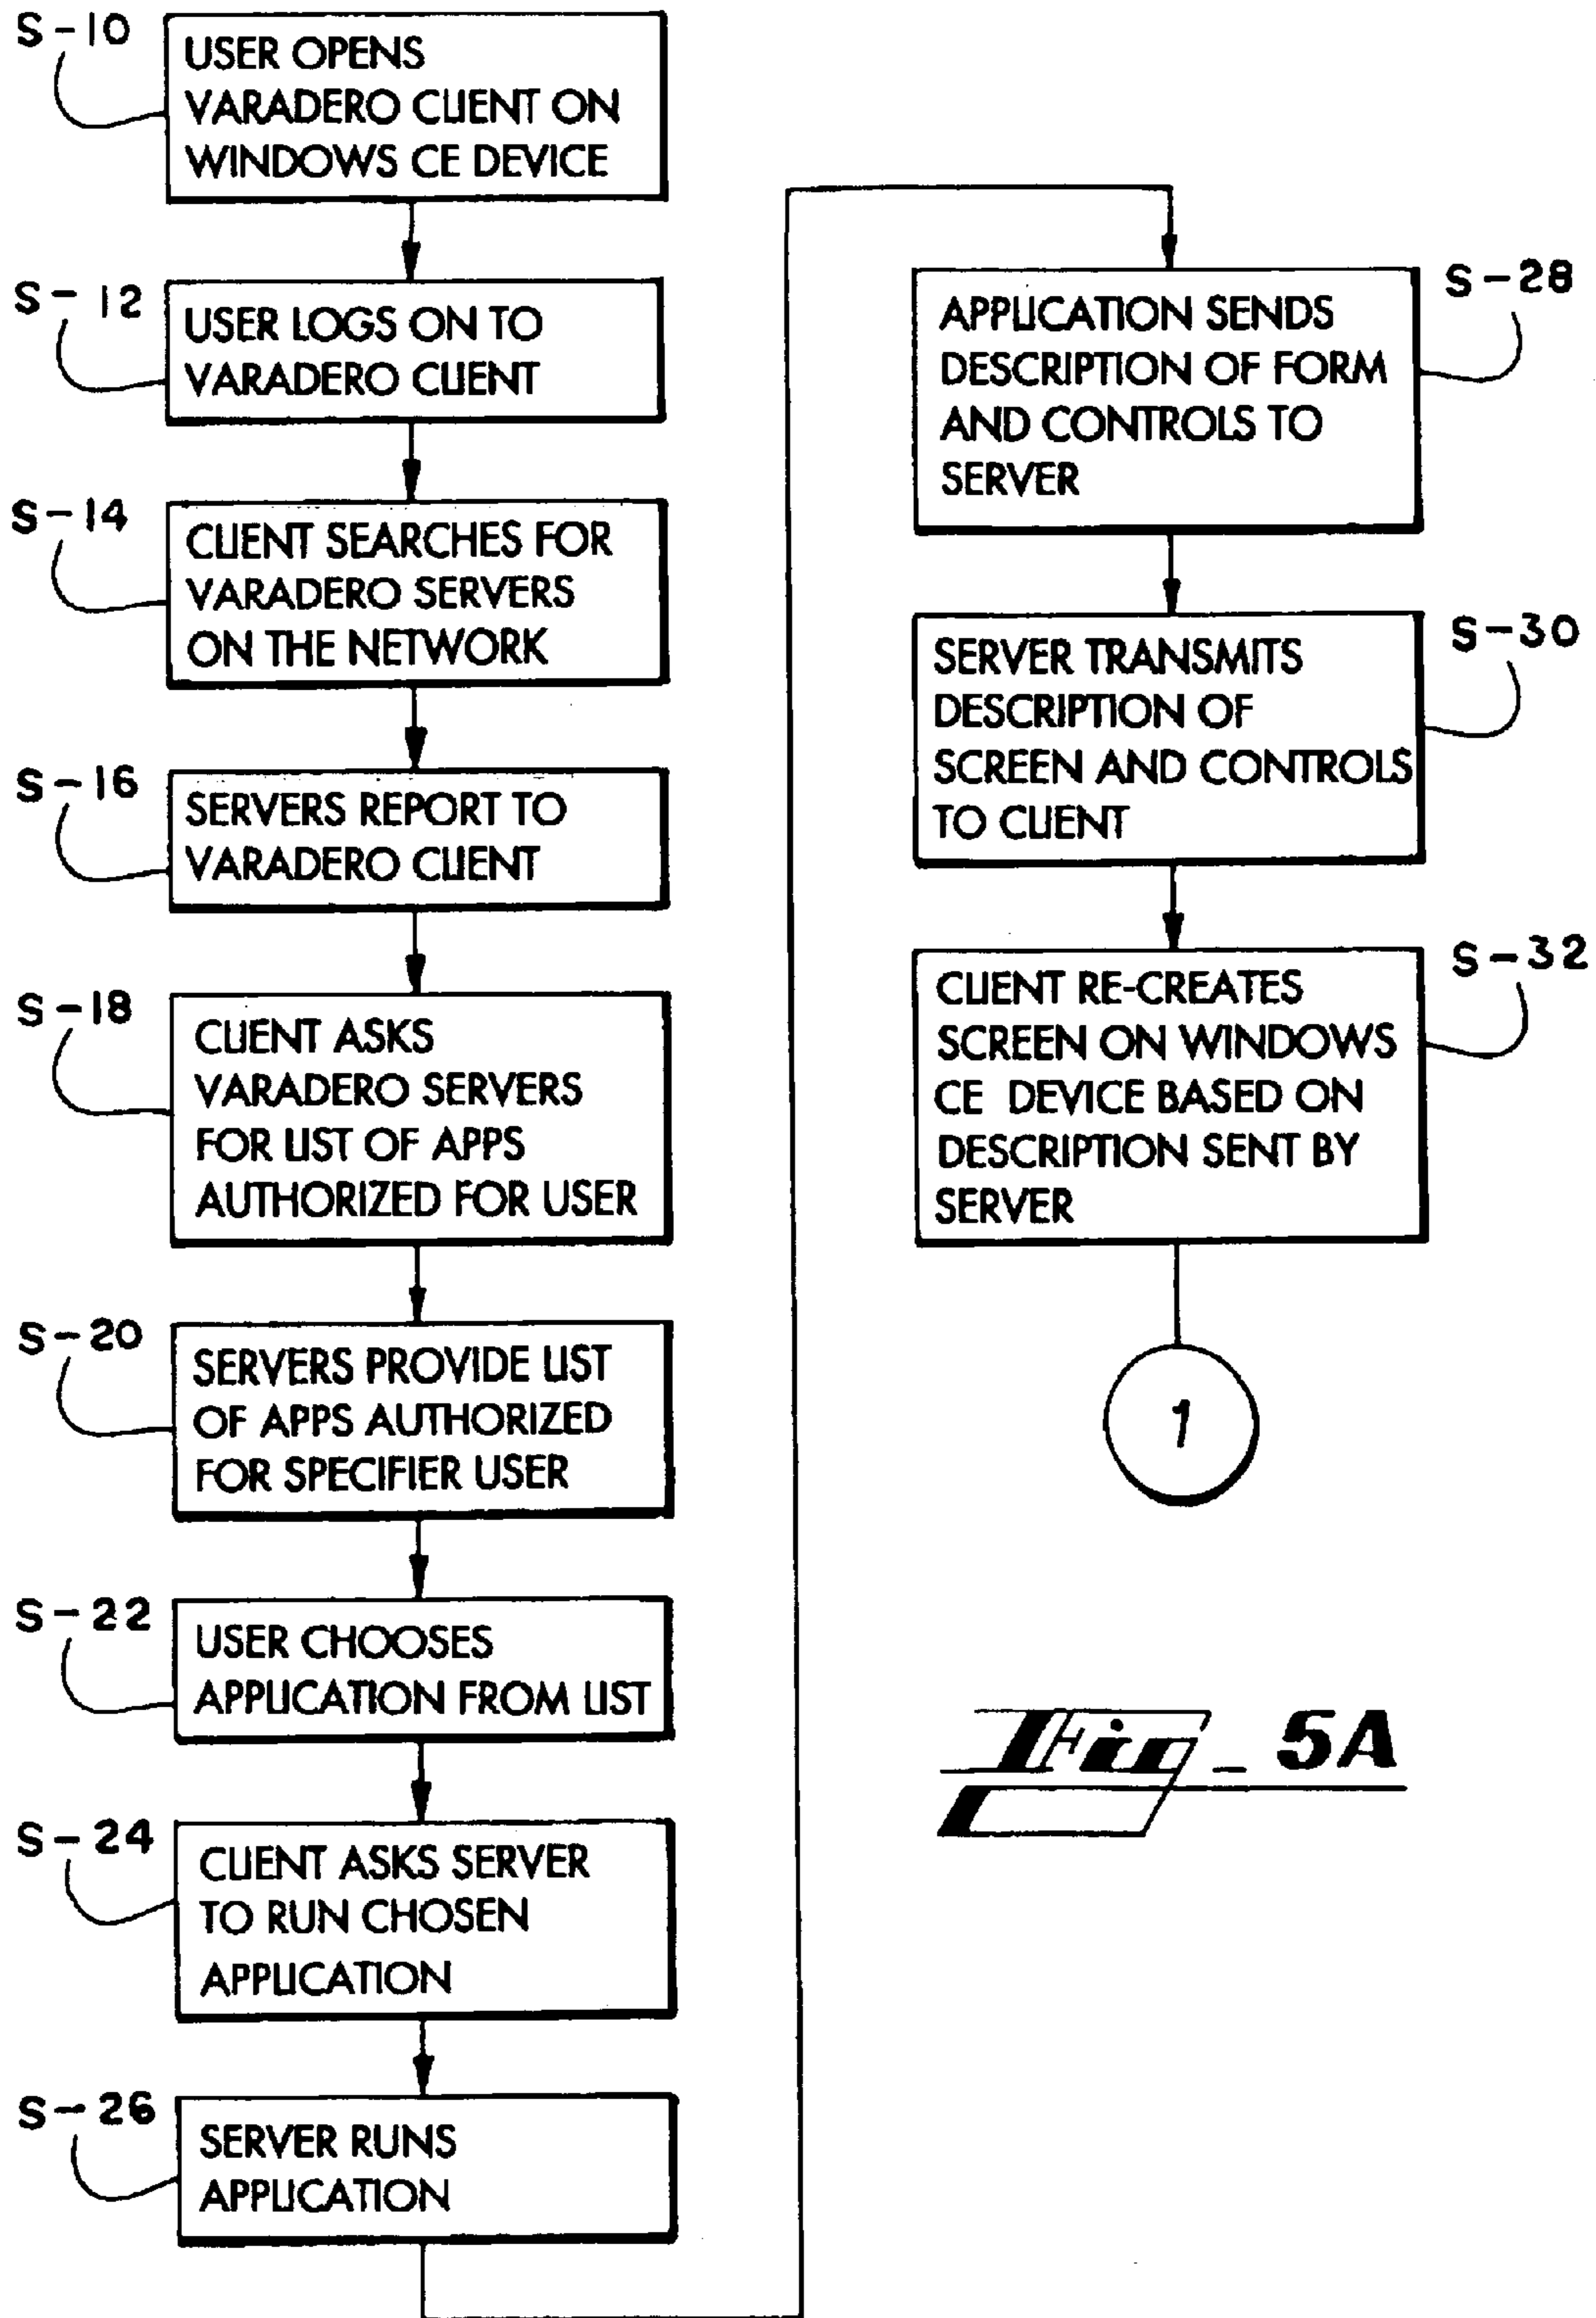 S-10
USER OPENS
VARADERO CLIENT ON
WINDOWS CE DEVICE
S-12
USER LOGS ON TO
VARADERO CLIENT
S-14
CLIENT SEARCHES FOR
VARADERO SERVERS
ON THE NETWORK
S-16
SERVERS REPORT TO
VARADERO CLIENT
S-18
CLIENT ASKS
VARADERO SERVERS
FOR LIST OF APPS
AUTHORIZED FOR USER
S-20
SERVERS PROVIDE LIST
OF APPS AUTHORIZED
FOR SPECIFIER USER
S-22
USER CHOOSES
APPLICATION FROM LIST
S-24
CLIENT ASKS SERVER
TO RUN CHOSEN
APPLICATION
S-26
SERVER RUNS
APPLICATION
S-28
APPLICATION SENDS
DESCRIPTION OF FORM
AND CONTROLS TO
SERVER
S-30
SERVER TRANSMITS
DESCRIPTION OF
SCREEN AND CONTROLS
TO CLIENT
S-32
CLIENT RE-CREATES
SCREEN ON WINDOWS
CE DEVICE BASED ON
DESCRIPTION SENT BY
SERVER
1
Fig_5A